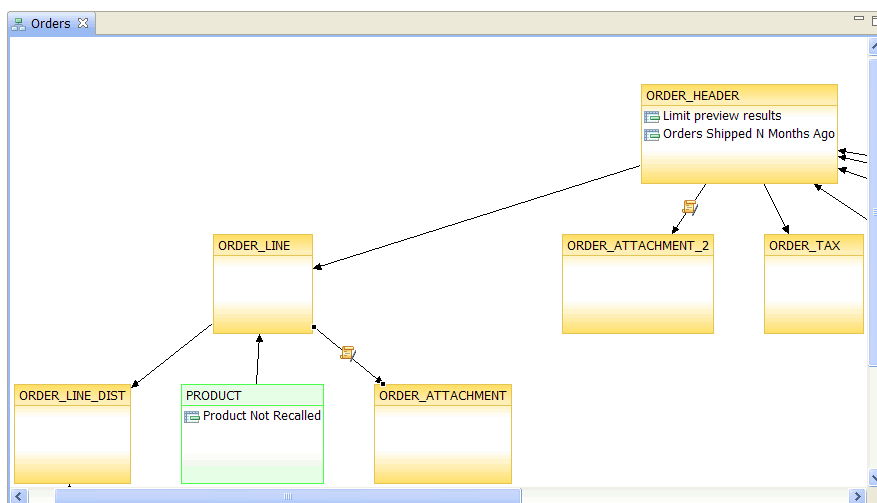 Orders
ORDER_HEADER
Limit preview results
Orders Shipped N Months Ago
ORDER_LINE
ORDER_ATTACHMENT_2
ORDER_TAX
ORDER_LINE_DIST
PRODUCT
Product Not Recalled
ORDER_ATTACHMENT